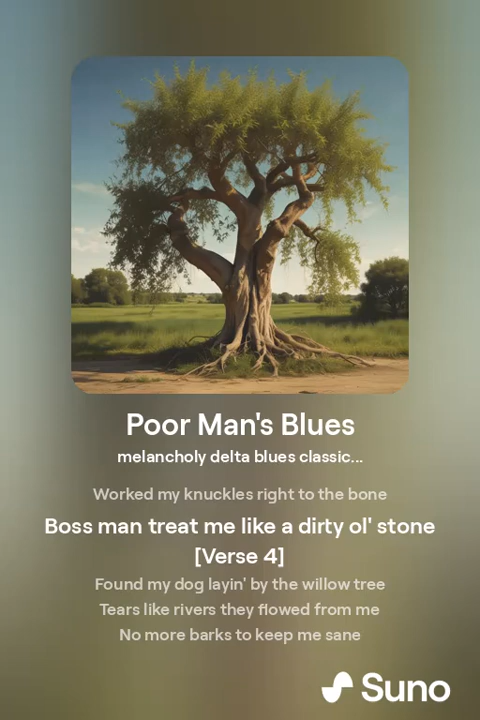 Poor Man's Blues
melancholy delta blues classic...
Worked my knuckles right to the bone
Boss man treat me like a dirty ol' stone
[Verse 4]
Found my dog layin' by the willow tree
Tears like rivers they flowed from me
No more barks to keep me sane
Suno